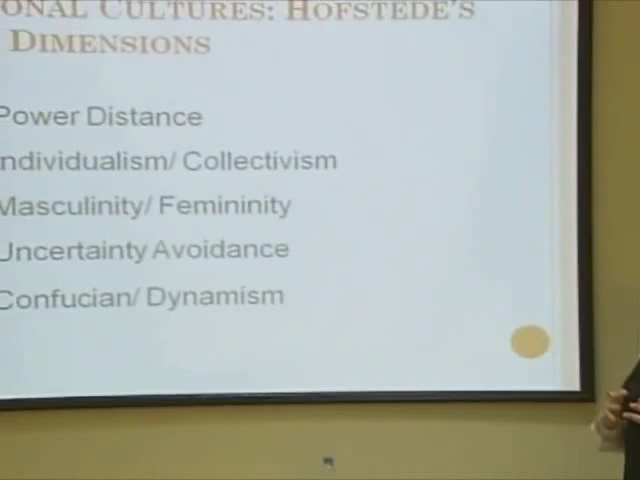 ONAL CULTURES: HOFSTEDE'S
DIMENSIONS
Power Distance
ndividualism/ Collectivism
Masculinity/ Femininity
Uncertainty Avoidance
Confucian/ Dynamism